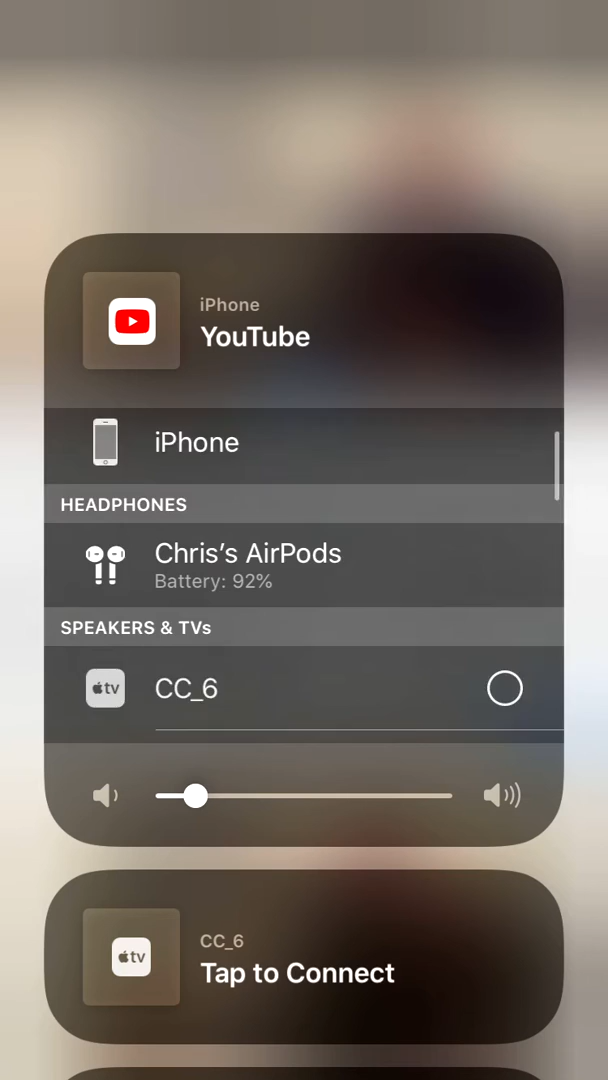 iPhone
YouTube
iPhone
HEADPHONES
Chris’s AirPods
Battery: 92%
SPEAKERS & TVs
tv
CC_6
CC_6
tv
Tap to Connect